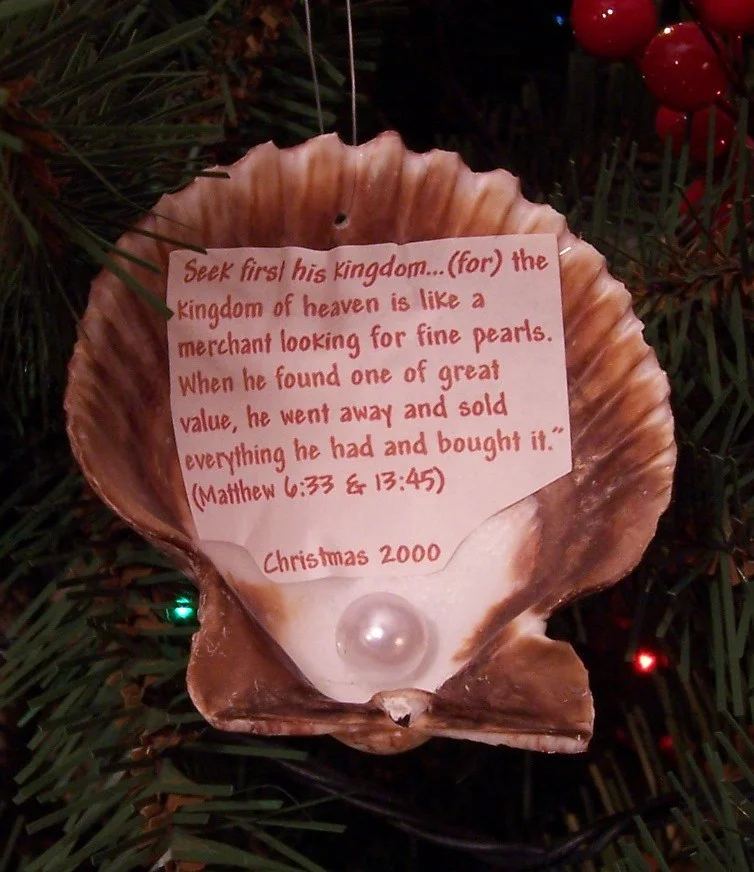 Seek first his kingdom...(for) the
kingdom of heaven is like a
merchant looking for fine pearls.
When he found one of great
value, he went away and sold
everything he had and bought it."
(Matthew 6:33 & 13:45)
Christmas 2000